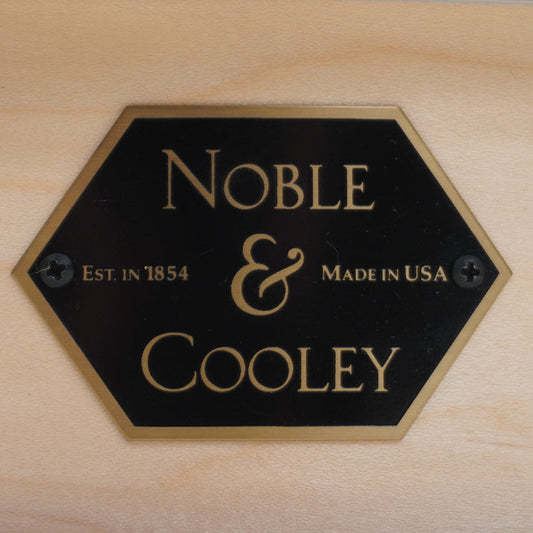 NOBLE
&
EST. IN 1854
MADE IN USA
COOLEY